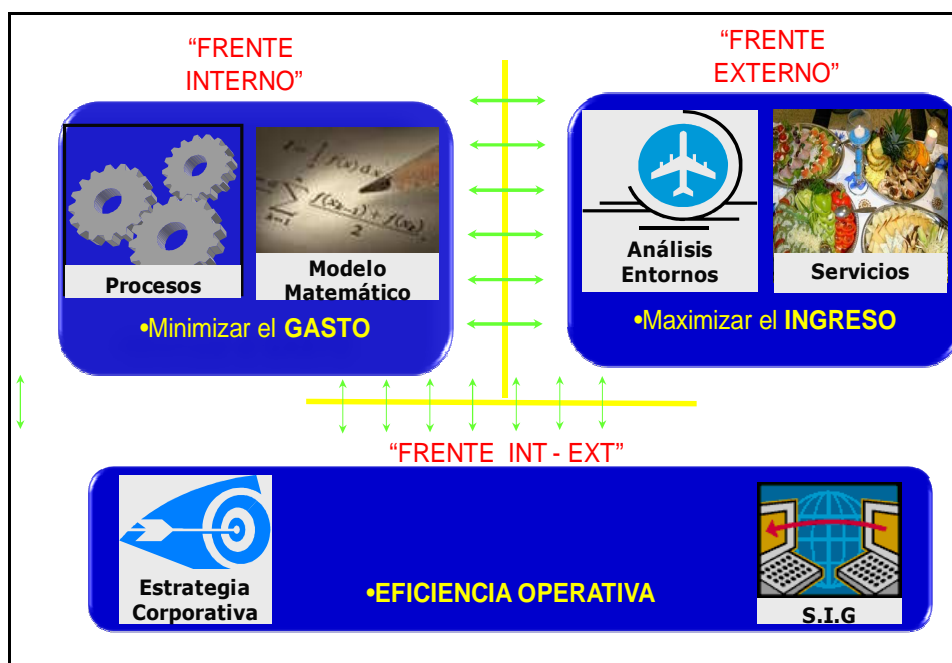 “FRENTE
INTERNO”
“FRENTE
EXTERNO”
Procesos
Modelo
Matemático
•Minimizar el GASTO
Análisis
Entornos
Servicios
•Maximizar el INGRESO
“FRENTE INT - EXT”
Estrategia
Corporativa
•EFICIENCIA OPERATIVA
S.I.G